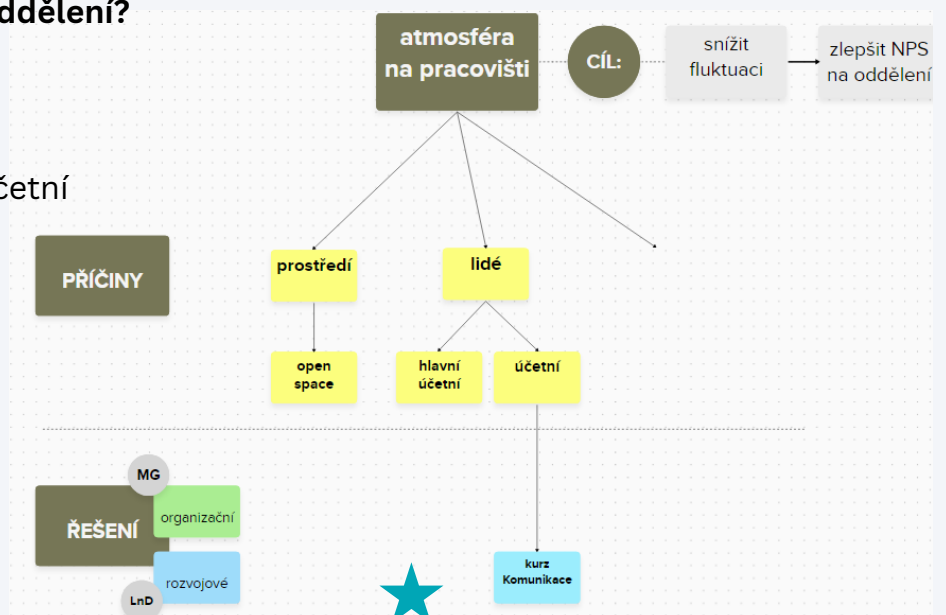 ddělení?
atmosféra
na pracovišti
CÍL:
snížit
fluktuaci
zlepšit NPS
na oddělení
četní
PŘÍČINY
prostředí
lidé
open
space
hlavní
účetní
účetní
MG
ŘEŠENÍ
organizační
rozvojové
LnD
kurz
Komunikace